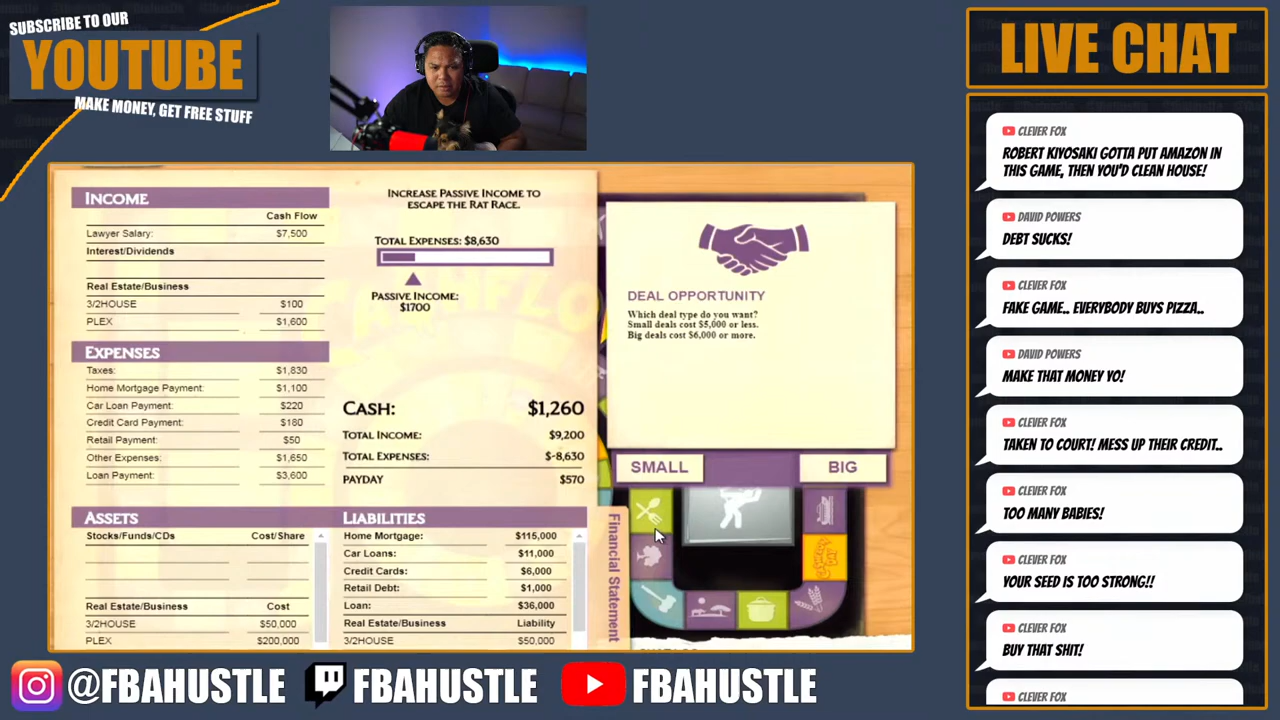 SUBSCRIBE TO OUR
YOUTUBE
MAKE MONEY, GET FREE STUFF
INCOME
Cash Flow
Lawyer Salary: $7,500
Interest/Dividends
Real Estate/Business
3/2HOUSE $100
PLEX $1,600
EXPENSES
Taxes: $1,830
Home Mortgage Payment: $1,100
Car Loan Payment: $220
Credit Card Payment: $180
Retail Payment: $50
Other Expenses: $1,650
Loan Payment: $3,600
ASSETS
Stocks/Funds/CDs Cost/Share
Real Estate/Business Cost
3/2HOUSE $50,000
PLEX $200,000
INCREASE PASSIVE INCOME TO
ESCAPE THE RAT RACE.
TOTAL EXPENSES: $8,630
PASSIVE INCOME:
$1700
CASH: $1,260
TOTAL INCOME: $9,200
TOTAL EXPENSES: $-8,630
PAYDAY $570
LIABILITIES
Home Mortgage: $115,000
Car Loans: $11,000
Credit Cards: $6,000
Retail Debt: $1,000
Loan: $36,000
Real Estate/Business Liability
3/2HOUSE $50,000
Financial Statement
DEAL OPPORTUNITY
Which deal type do you want?
Small deals cost $5,000 or less.
Big deals cost $6,000 or more.
SMALL
BIG
LIVE CHAT
CLEVER FOX
ROBERT KIYOSAKI GOTTA PUT AMAZON IN
THIS GAME, THEN YOU'D CLEAN HOUSE!
DAVID POWERS
DEBT SUCKS!
CLEVER FOX
FAKE GAME.. EVERYBODY BUYS PIZZA..
DAVID POWERS
MAKE THAT MONEY YO!
CLEVER FOX
TAKEN TO COURT! MESS UP THEIR CREDIT..
CLEVER FOX
TOO MANY BABIES!
CLEVER FOX
YOUR SEED IS TOO STRONG!!
CLEVER FOX
BUY THAT SHIT!
CLEVER FOX
@FBAHUSTLE
FBAHUSTLE
FBAHUSTLE